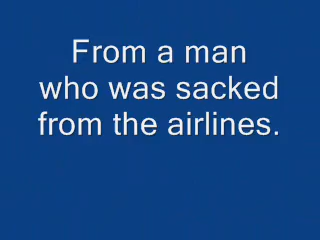 From a man
who was sacked
from the airlines.